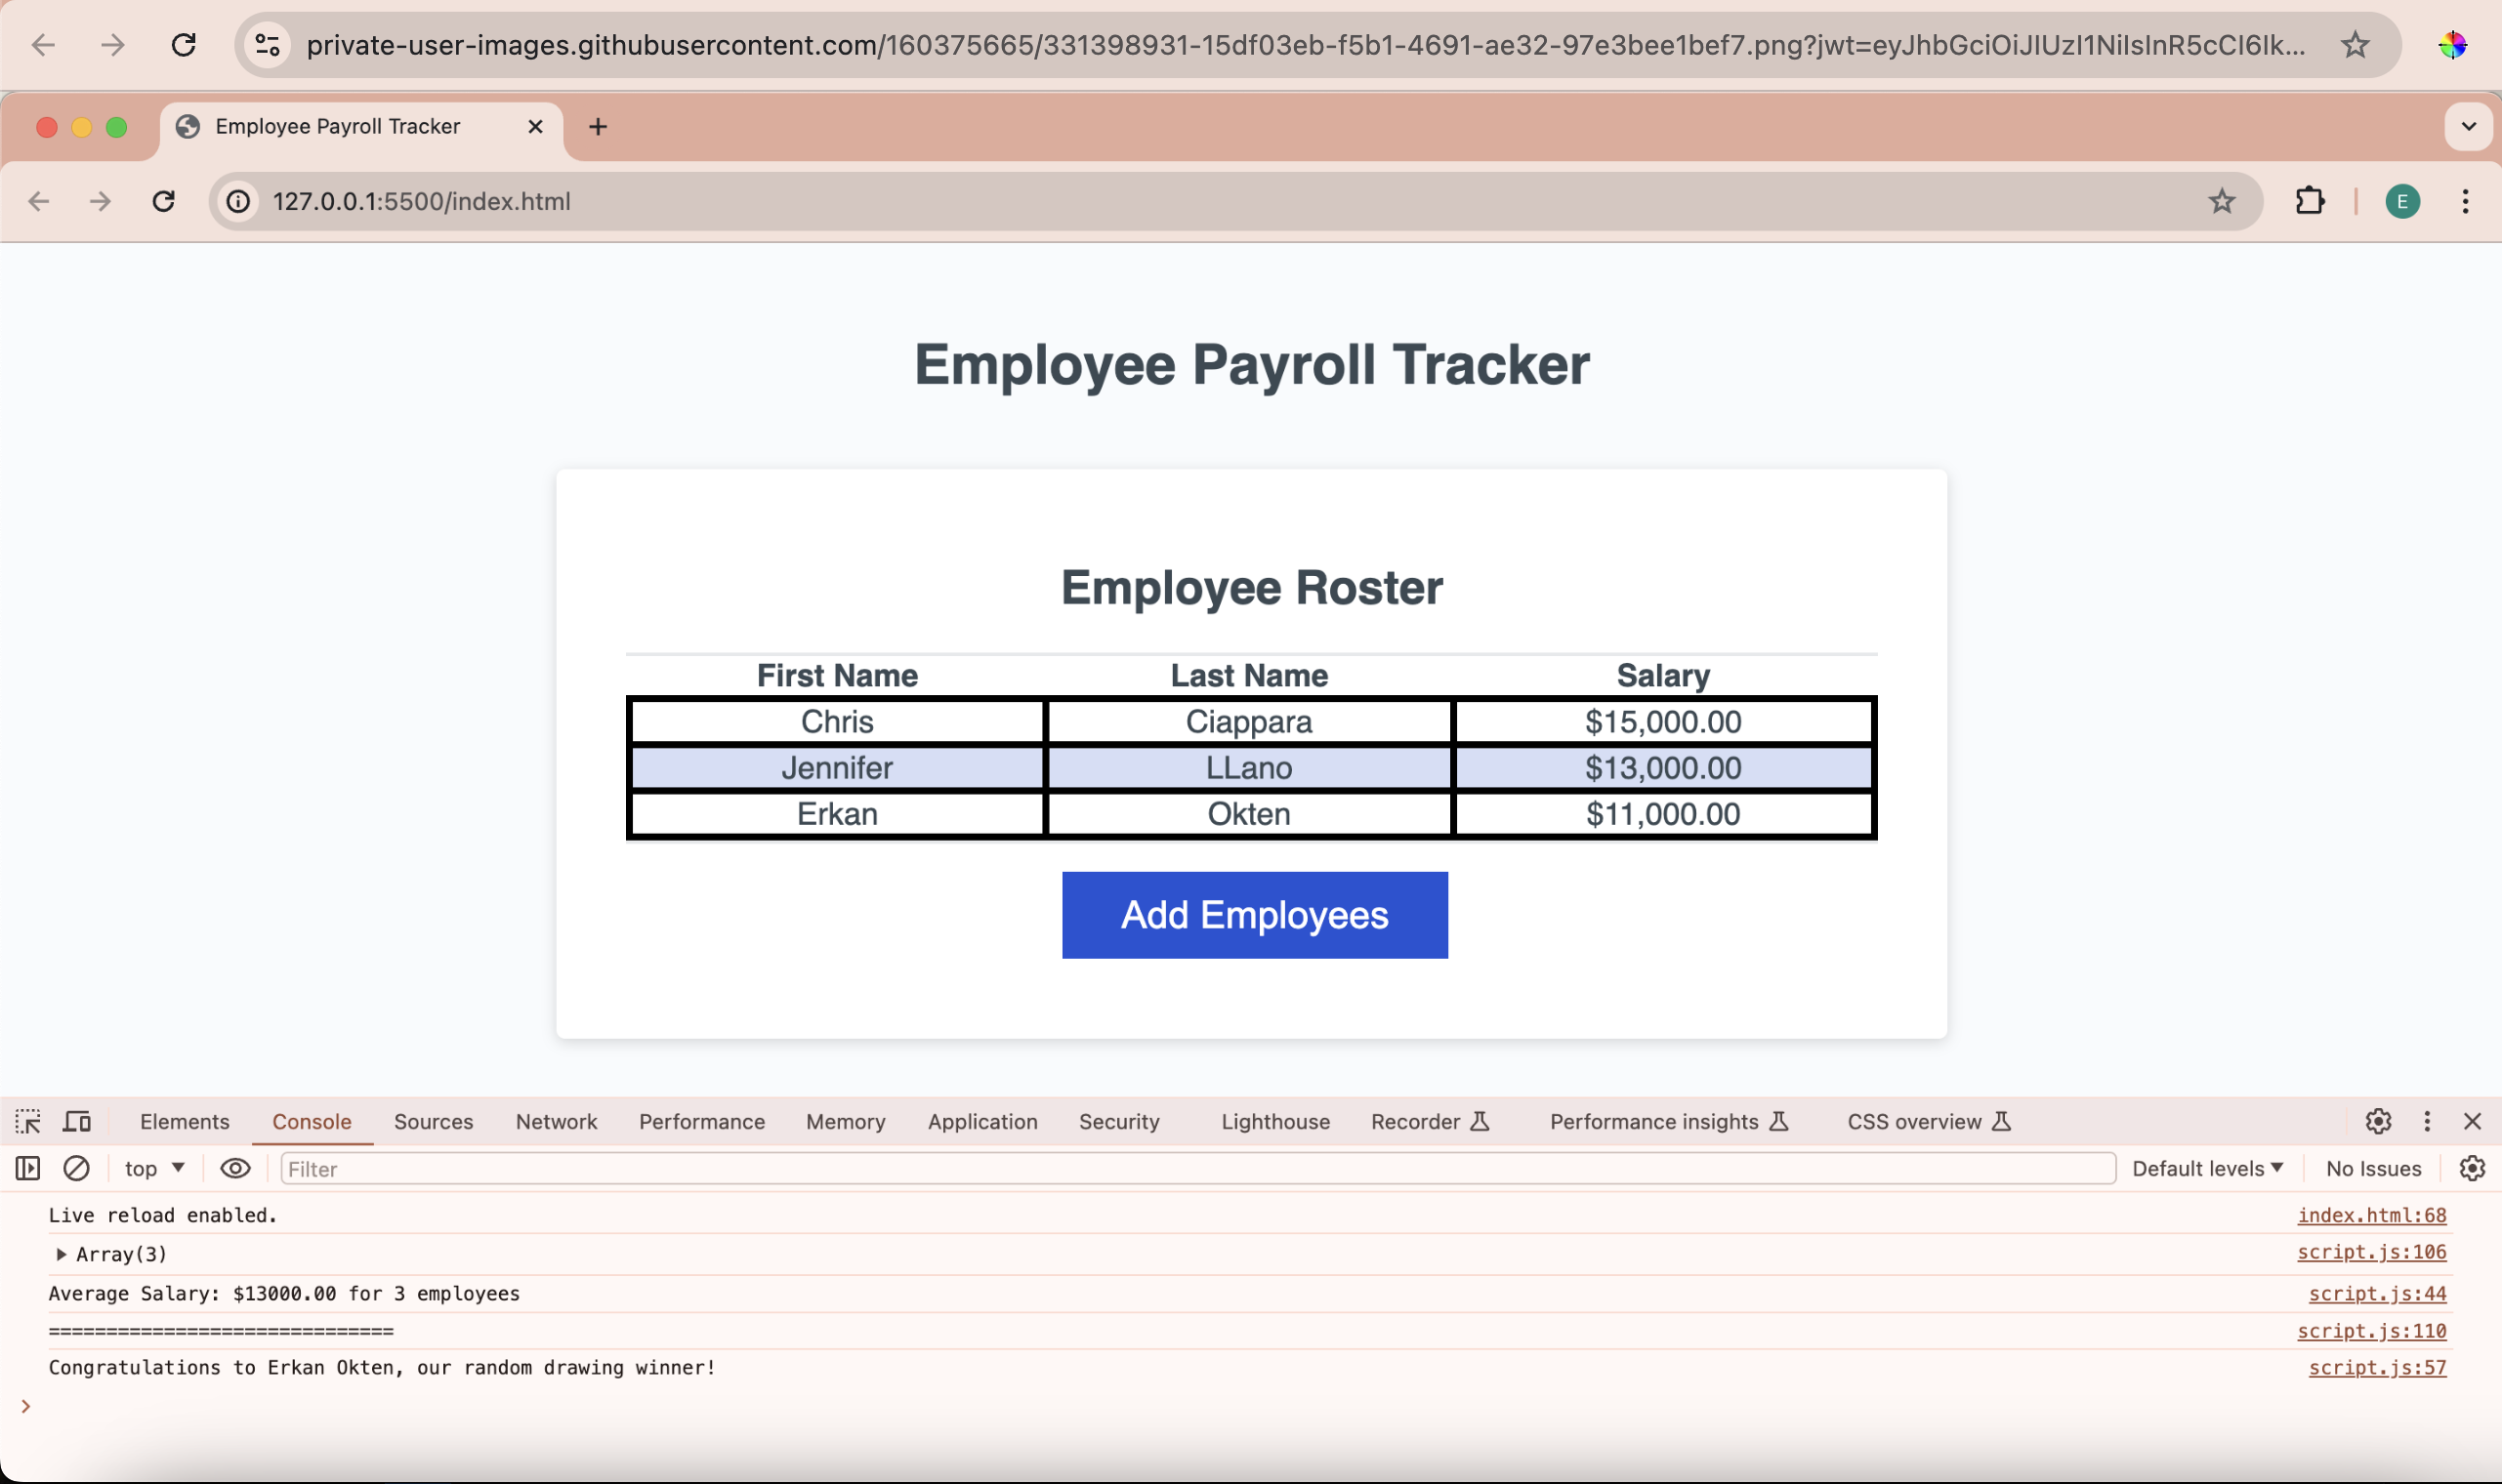 private-user-images.githubusercontent.com/160375665/331398931-15df03eb-f5b1-4691-ae32-97e3bee1bef7.png?jwt=eyJhbGciOiJIUzI1NiIsInR5cCI6Ik...
Employee Payroll Tracker
127.0.0.1:5500/index.html
E
Employee Payroll Tracker
Employee Roster
First Name Last Name Salary
Chris Ciappara $15,000.00
Jennifer LLano $13,000.00
Erkan Okten $11,000.00
Add Employees
Elements Console Sources Network Performance Memory Application Security Lighthouse Recorder Performance insights CSS overview
top Filter Default levels No Issues
Live reload enabled. index.html:68
Array(3) script.js:106
Average Salary: $13000.00 for 3 employees script.js:44
============================== script.js:110
Congratulations to Erkan Okten, our random drawing winner! script.js:57